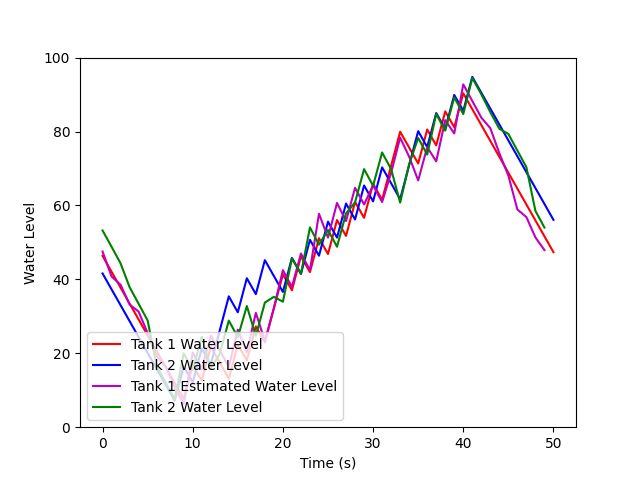 100
80
60
40
20
0
Water Level
Tank 1 Water Level
Tank 2 Water Level
Tank 1 Estimated Water Level
Tank 2 Water Level
0 10 20 30 40 50
Time (s)